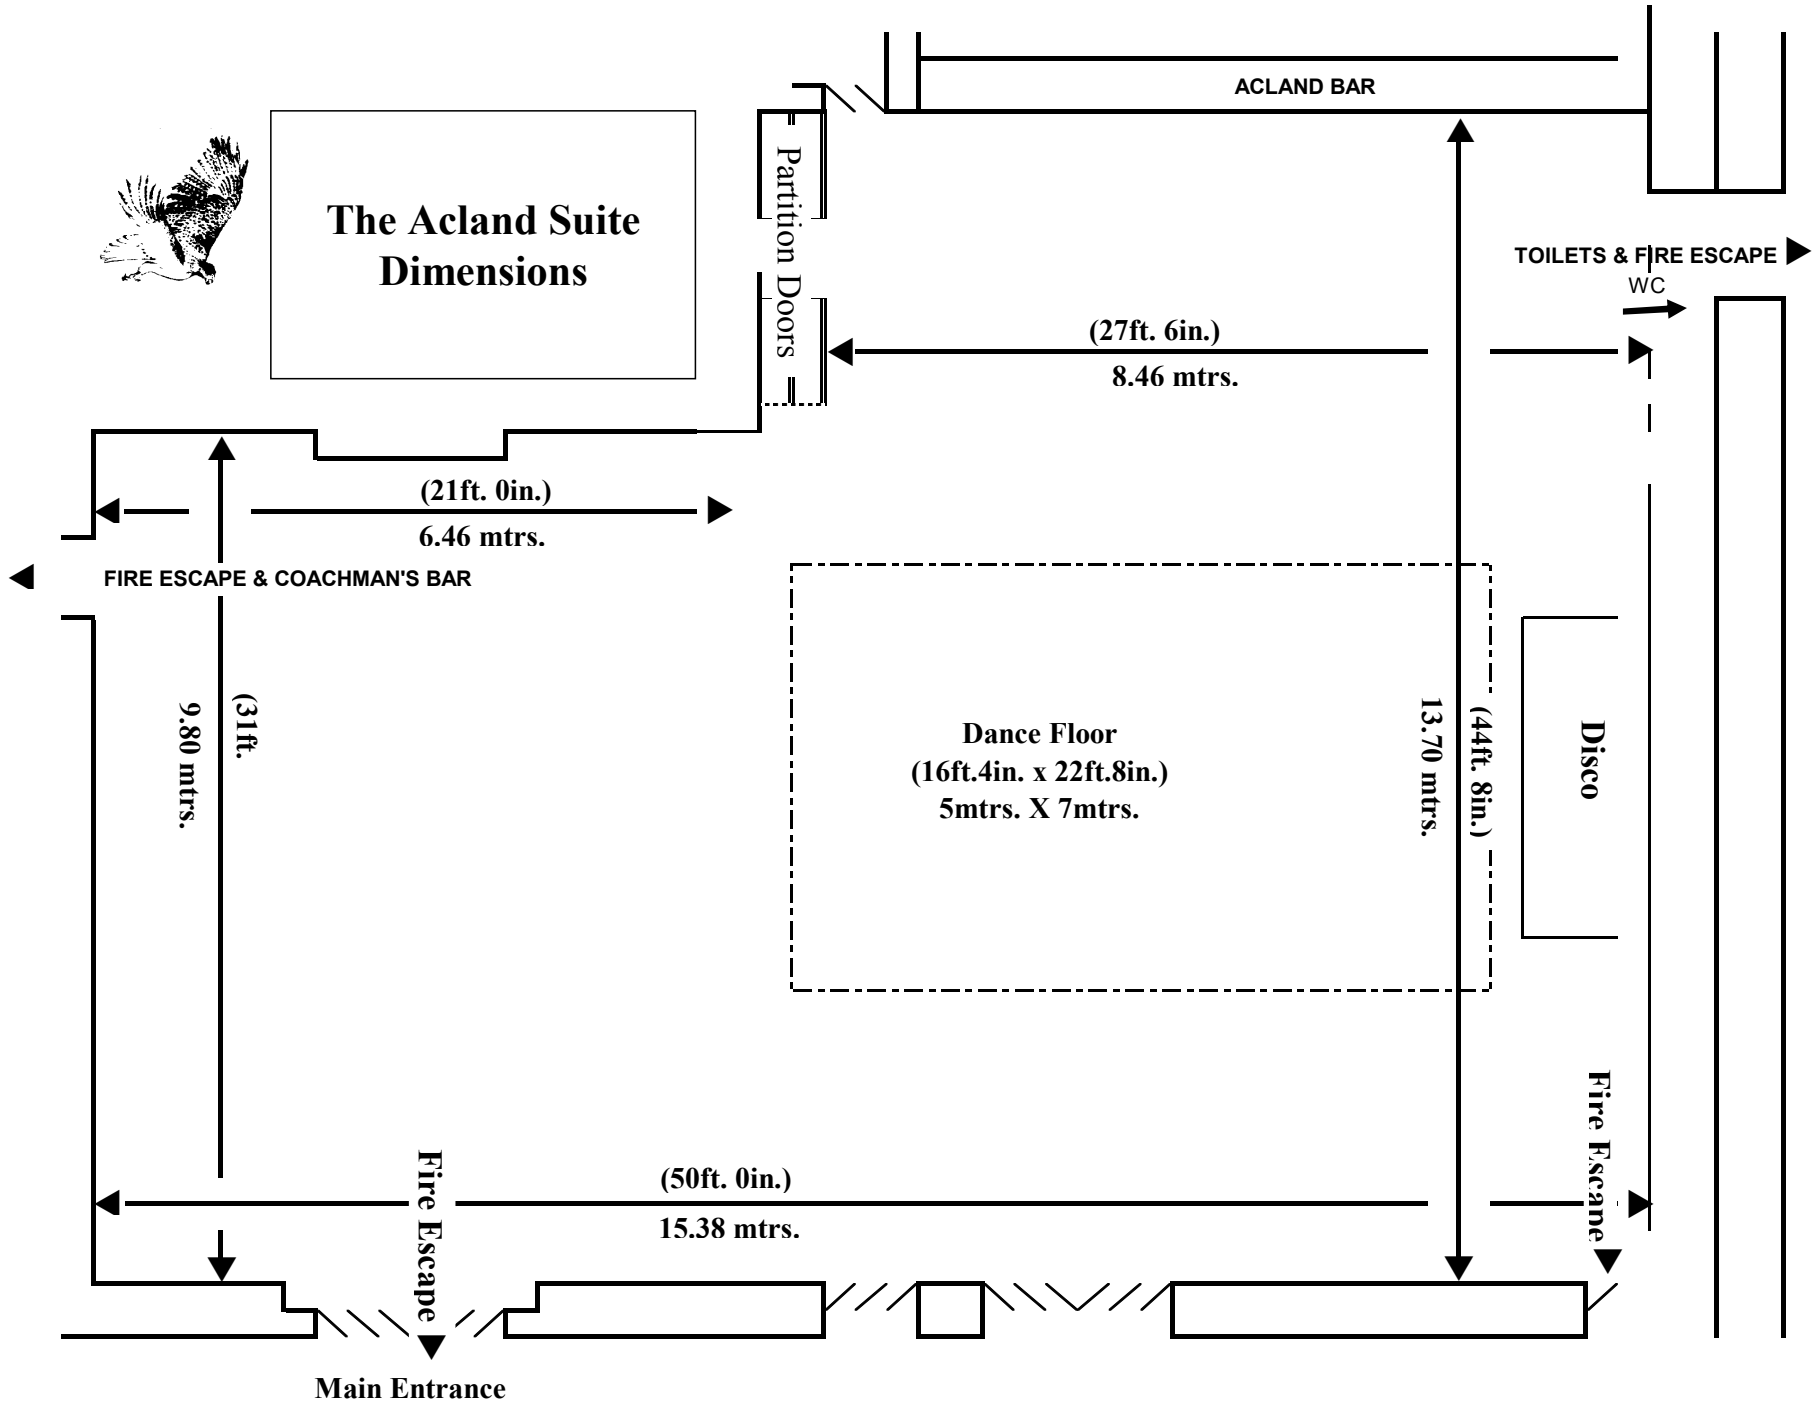 ACLAND BAR
The Acland Suite
Dimensions
Partition Doors
TOILETS & FIRE ESCAPE
WC
(27ft. 6in.)
8.46 mtrs.
(21ft. 0in.)
6.46 mtrs.
FIRE ESCAPE & COACHMAN'S BAR
(31ft.
9.80 mtrs.
Dance Floor
(16ft.4in. x 22ft.8in.)
5mtrs. X 7mtrs.
(44ft. 8in.)
13.70 mtrs.
Disco
Fire Escape
(50ft. 0in.)
15.38 mtrs.
Fire Escape
Main Entrance